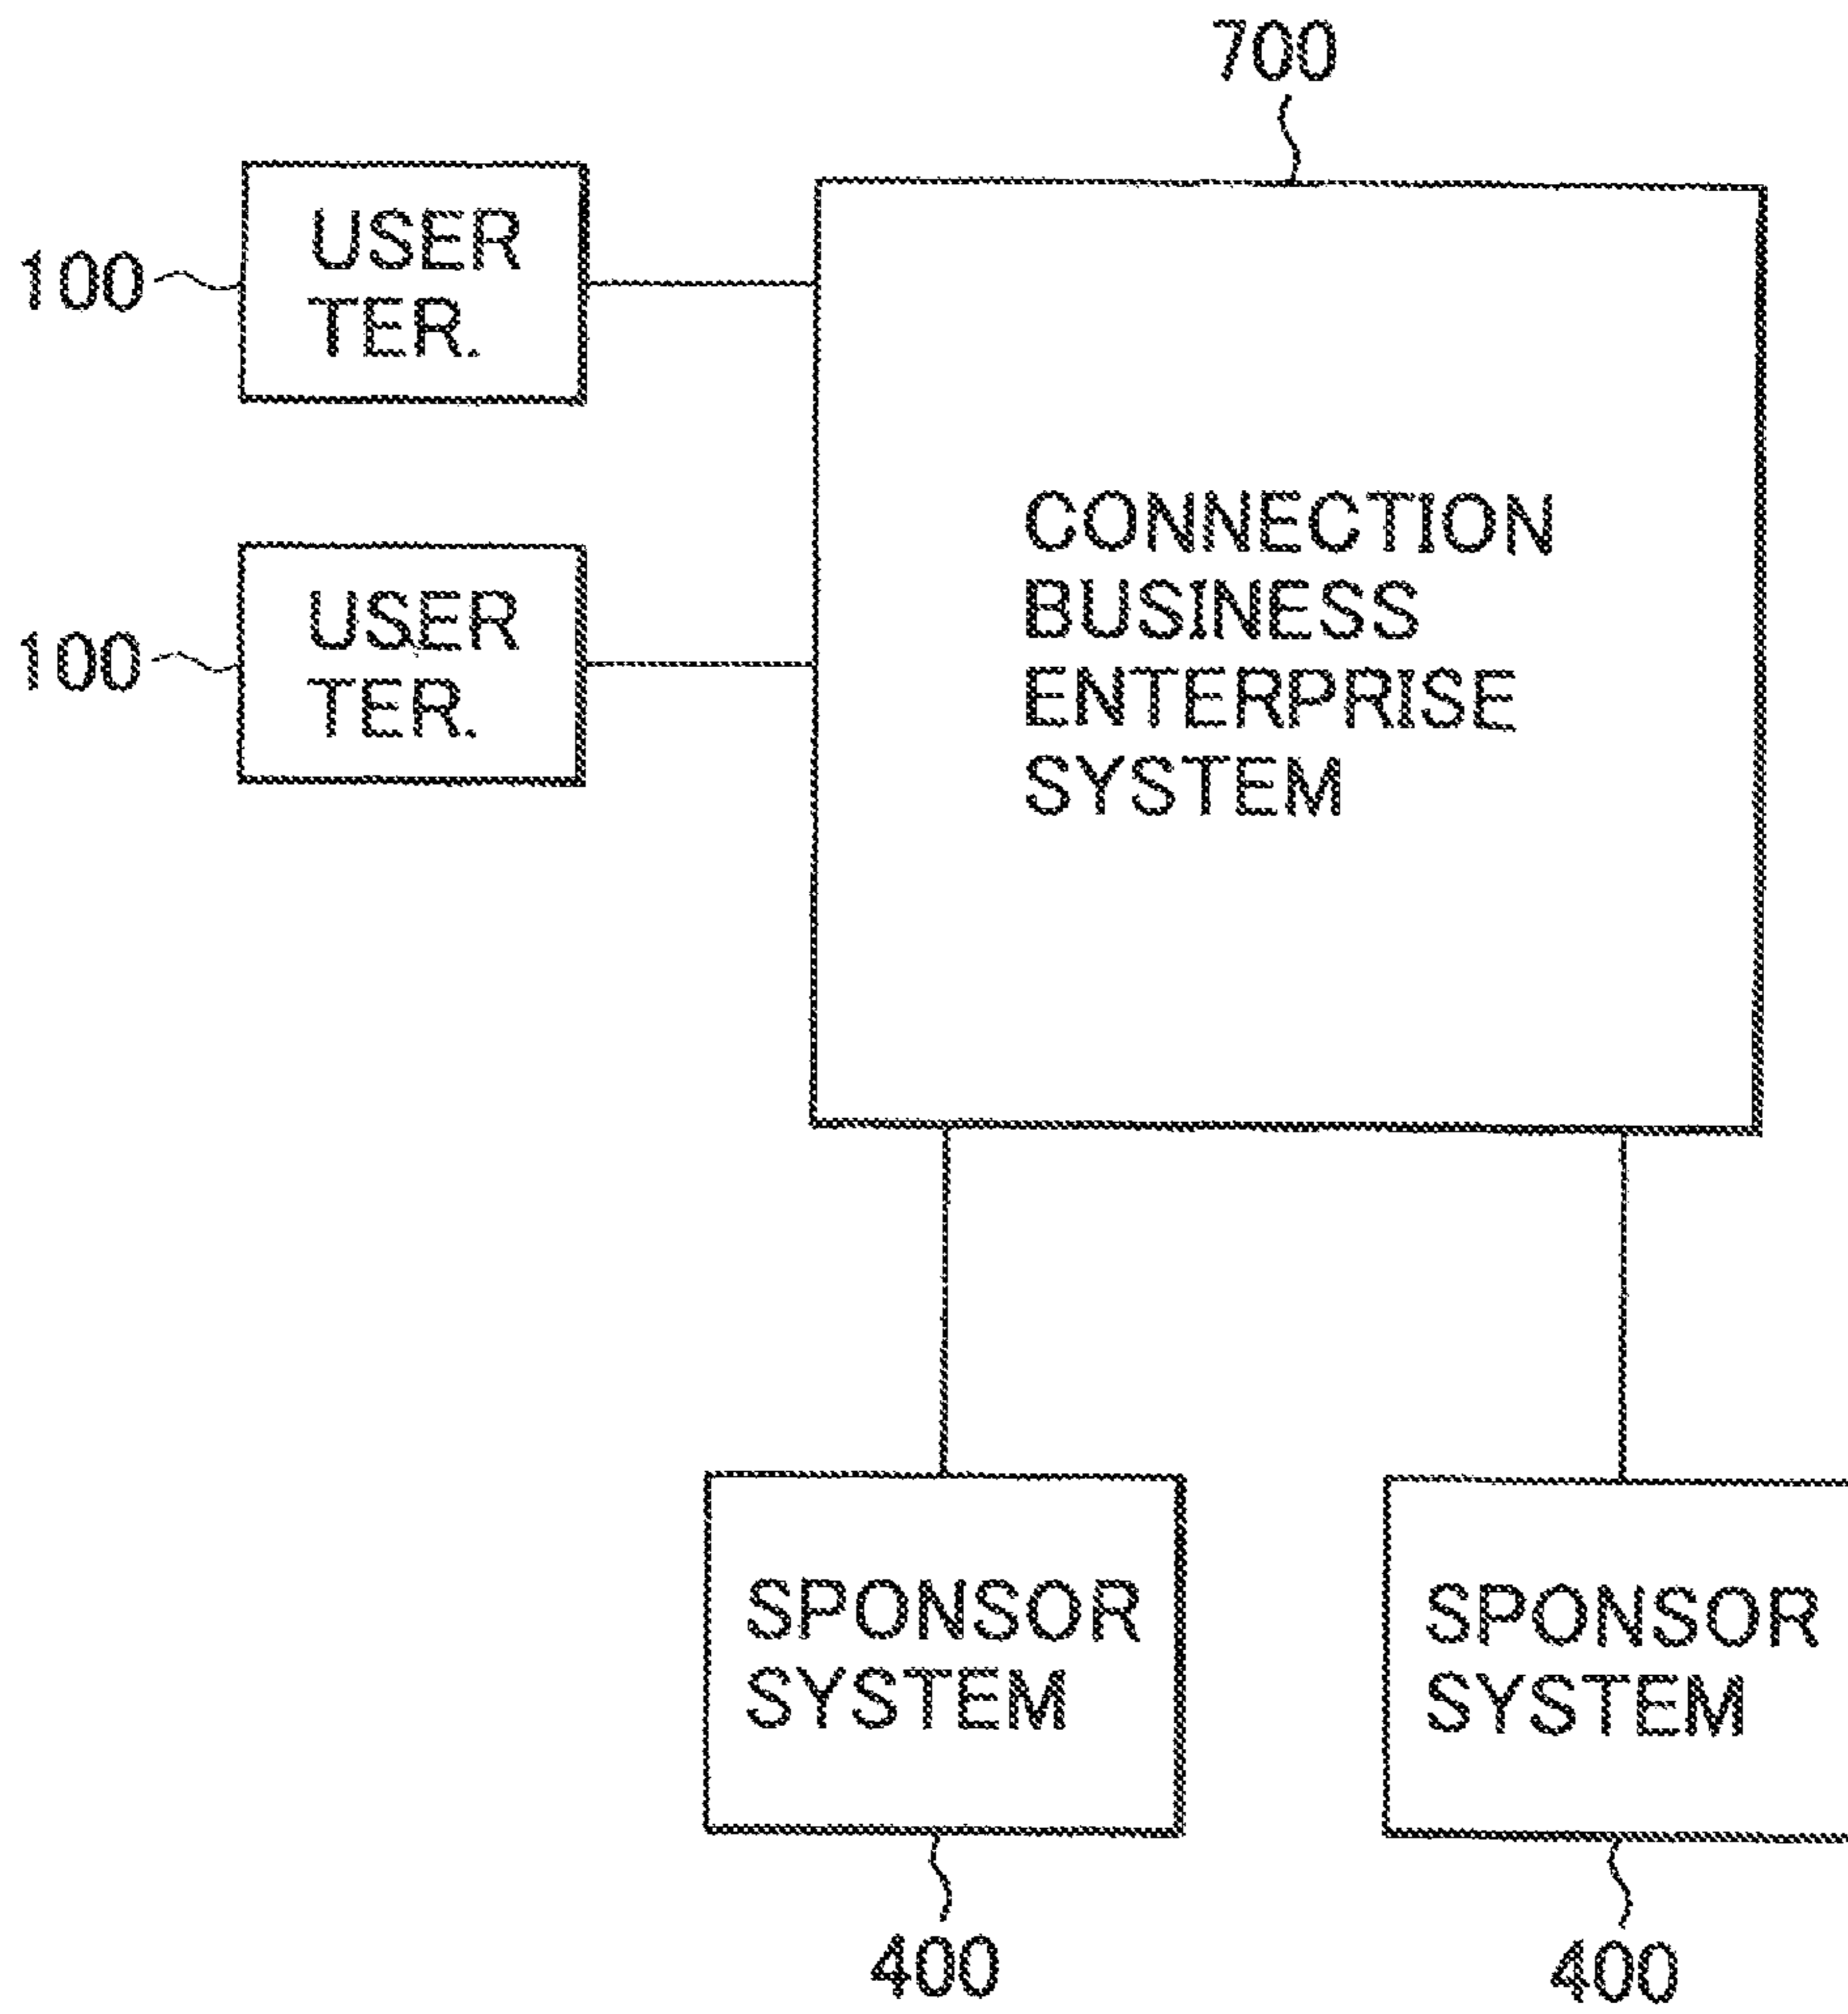 700
100
USER
TER.
100
USER
TER.
CONNECTION
BUSINESS
ENTERPRISE
SYSTEM
SPONSOR
SYSTEM
SPONSOR
SYSTEM
400
400